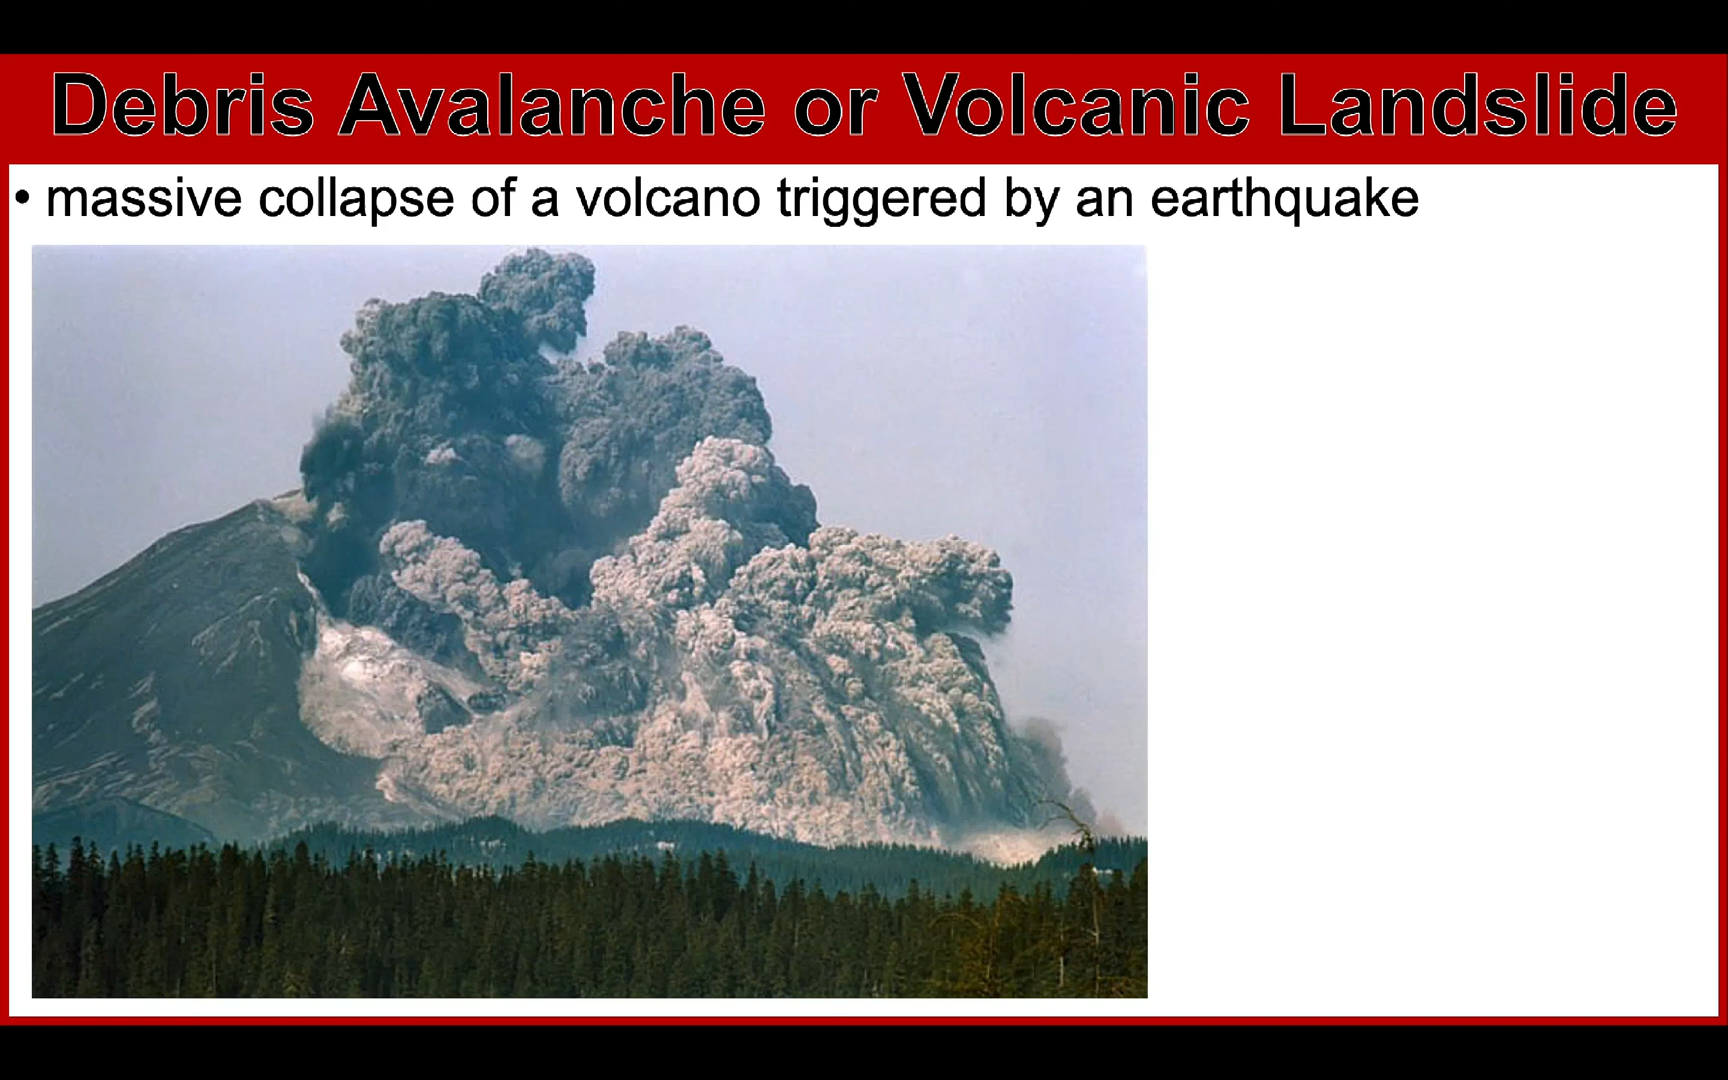 Debris Avalanche or Volcanic Landslide
• massive collapse of a volcano triggered by an earthquake